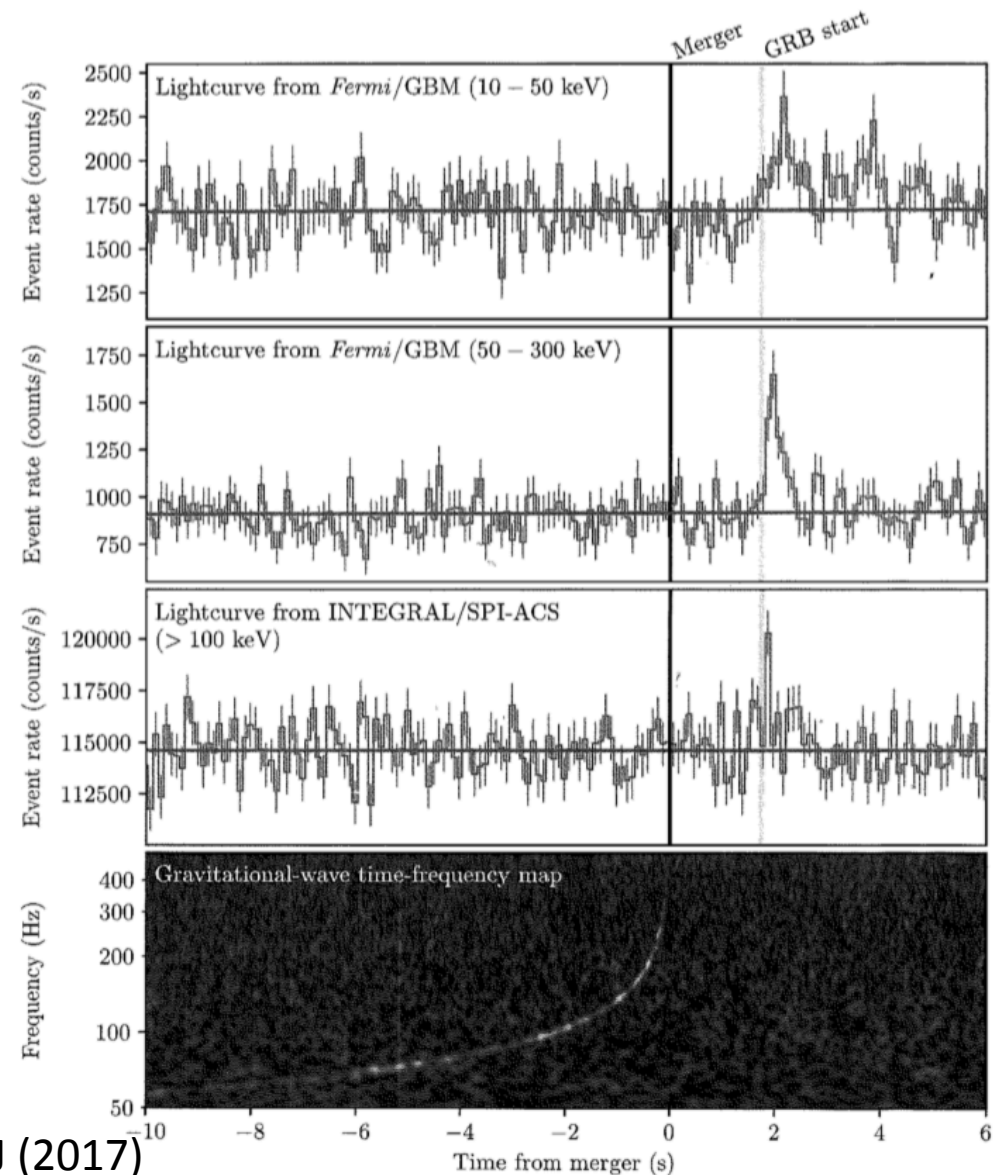 Merger GRB start
Event rate (counts/s)
2500
2250
2000
1750
1500
1250
Lightcurve from Fermi/GBM (10 – 50 keV)
Event rate (counts/s)
1750
1500
1250
1000
750
Lightcurve from Fermi/GBM (50 – 300 keV)
Event rate (counts/s)
120000
117500
115000
112500
Lightcurve from INTEGRAL/SPI-ACS
(> 100 keV)
Frequency (Hz)
400
300
200
100
50
Gravitational-wave time-frequency map
−10 −8 −6 −4 −2 0 2 4 6
Time from merger (s)
(2017)